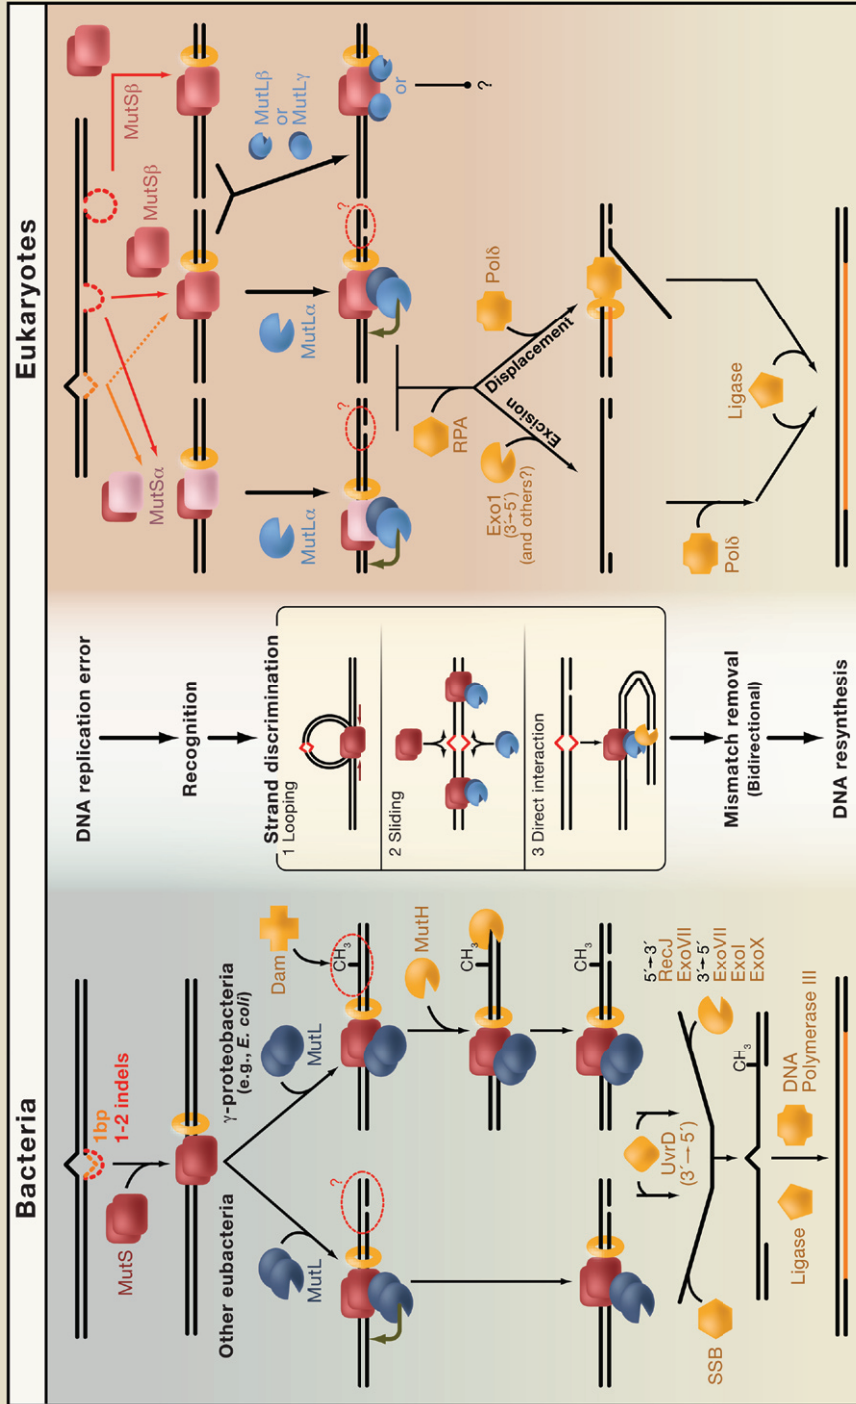 Bacteria
Eukaryotes
1bp
1-2 indels
MutS
Other eubacteria
γ-proteobacteria
(e.g., E. coli)
MutL
MutL
Dam
CH3
?
MutH
CH3
CH3
UvrD
(3´→ 5´)
5´→3´
RecJ
ExoVII
3´→5´
ExoVII
ExoI
ExoX
SSB
CH3
Ligase
DNA
Polymerase III
DNA replication error
Recognition
Strand discrimination
1 Looping
2 Sliding
3 Direct interaction
Mismatch removal
(Bidirectional)
DNA resynthesis
MutSα
MutSβ
MutSβ
MutLα
MutLα
MutLβ
or
MutLγ
?
?
or
?
RPA
Exo1
(3´→5´)
(and others?)
Excision
Displacement
Polδ
Polδ
Ligase